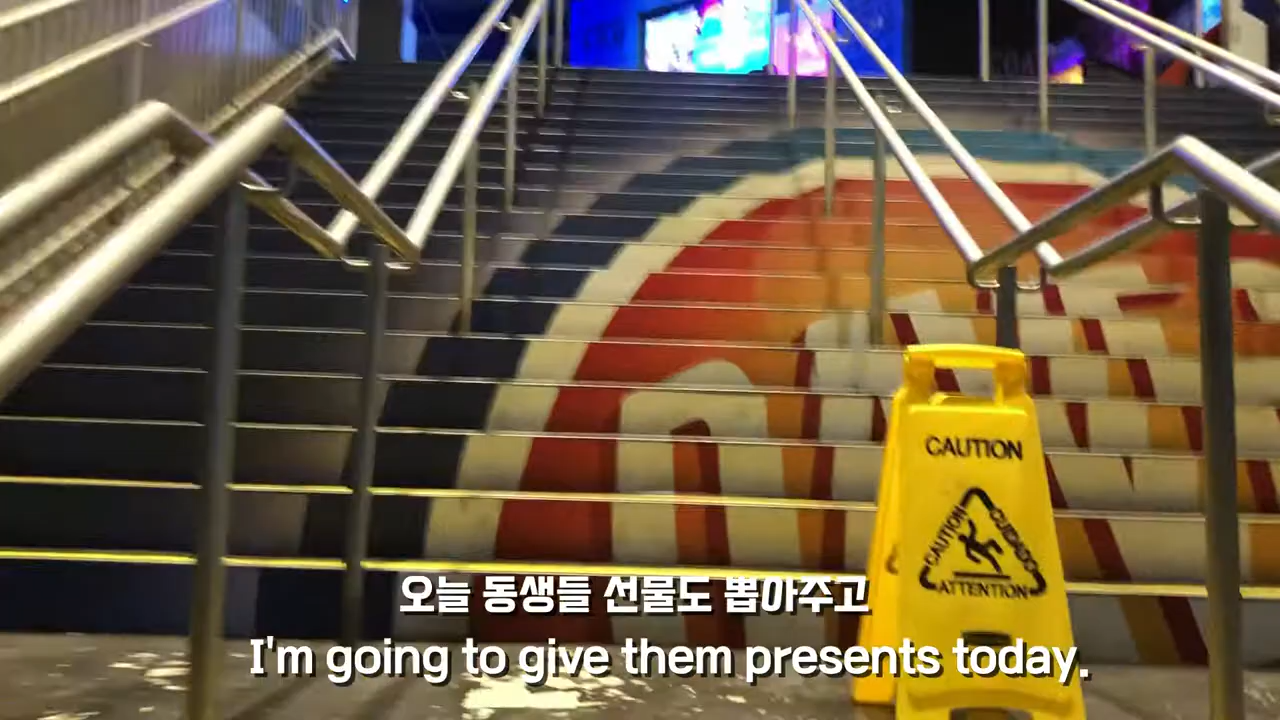 CAUTION
CAUTION
CUIDADO
ATTENTION
오늘 동생들 선물도 뽑아주고
I'm going to give them presents today.